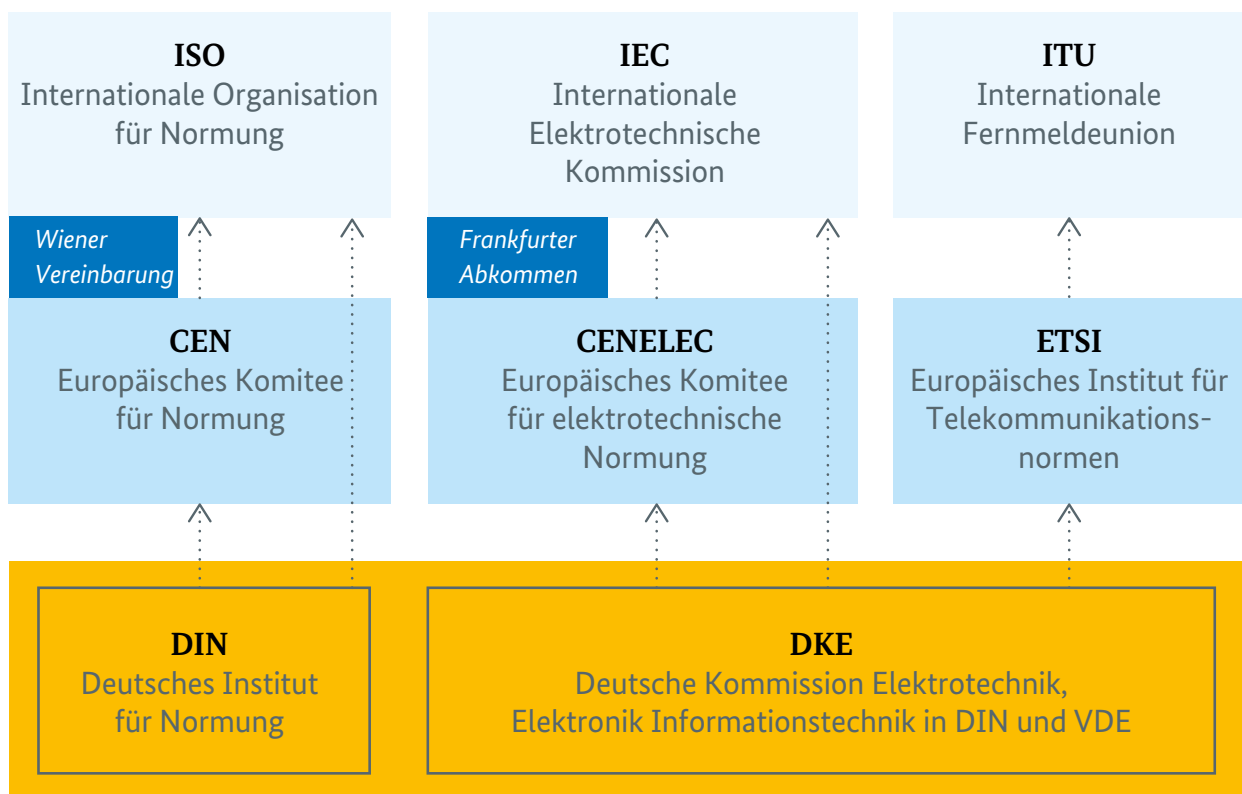 ISO
Internationale Organisation
für Normung
IEC
Internationale
Elektrotechnische
Kommission
ITU
Internationale
Fernmeldeunion
Wiener
Vereinbarung
Frankfurter
Abkommen
CEN
Europäisches Komitee
für Normung
CENELEC
Europäisches Komitee
für elektrotechnische
Normung
ETSI
Europäisches Institut für
Telekommunikations-
normen
DIN
Deutsches Institut
für Normung
DKE
Deutsche Kommission Elektrotechnik,
Elektronik Informationstechnik in DIN und VDE